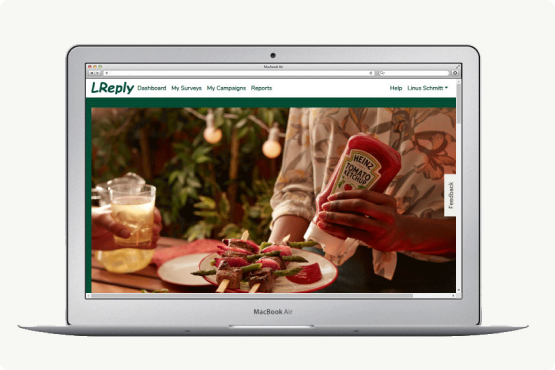 MacBook Air
LReply Dashboard My Surveys My Campaigns Reports Help Linus Schmitt
HEINZ
TOMATO
KETCHUP
Feedback
MacBook Air